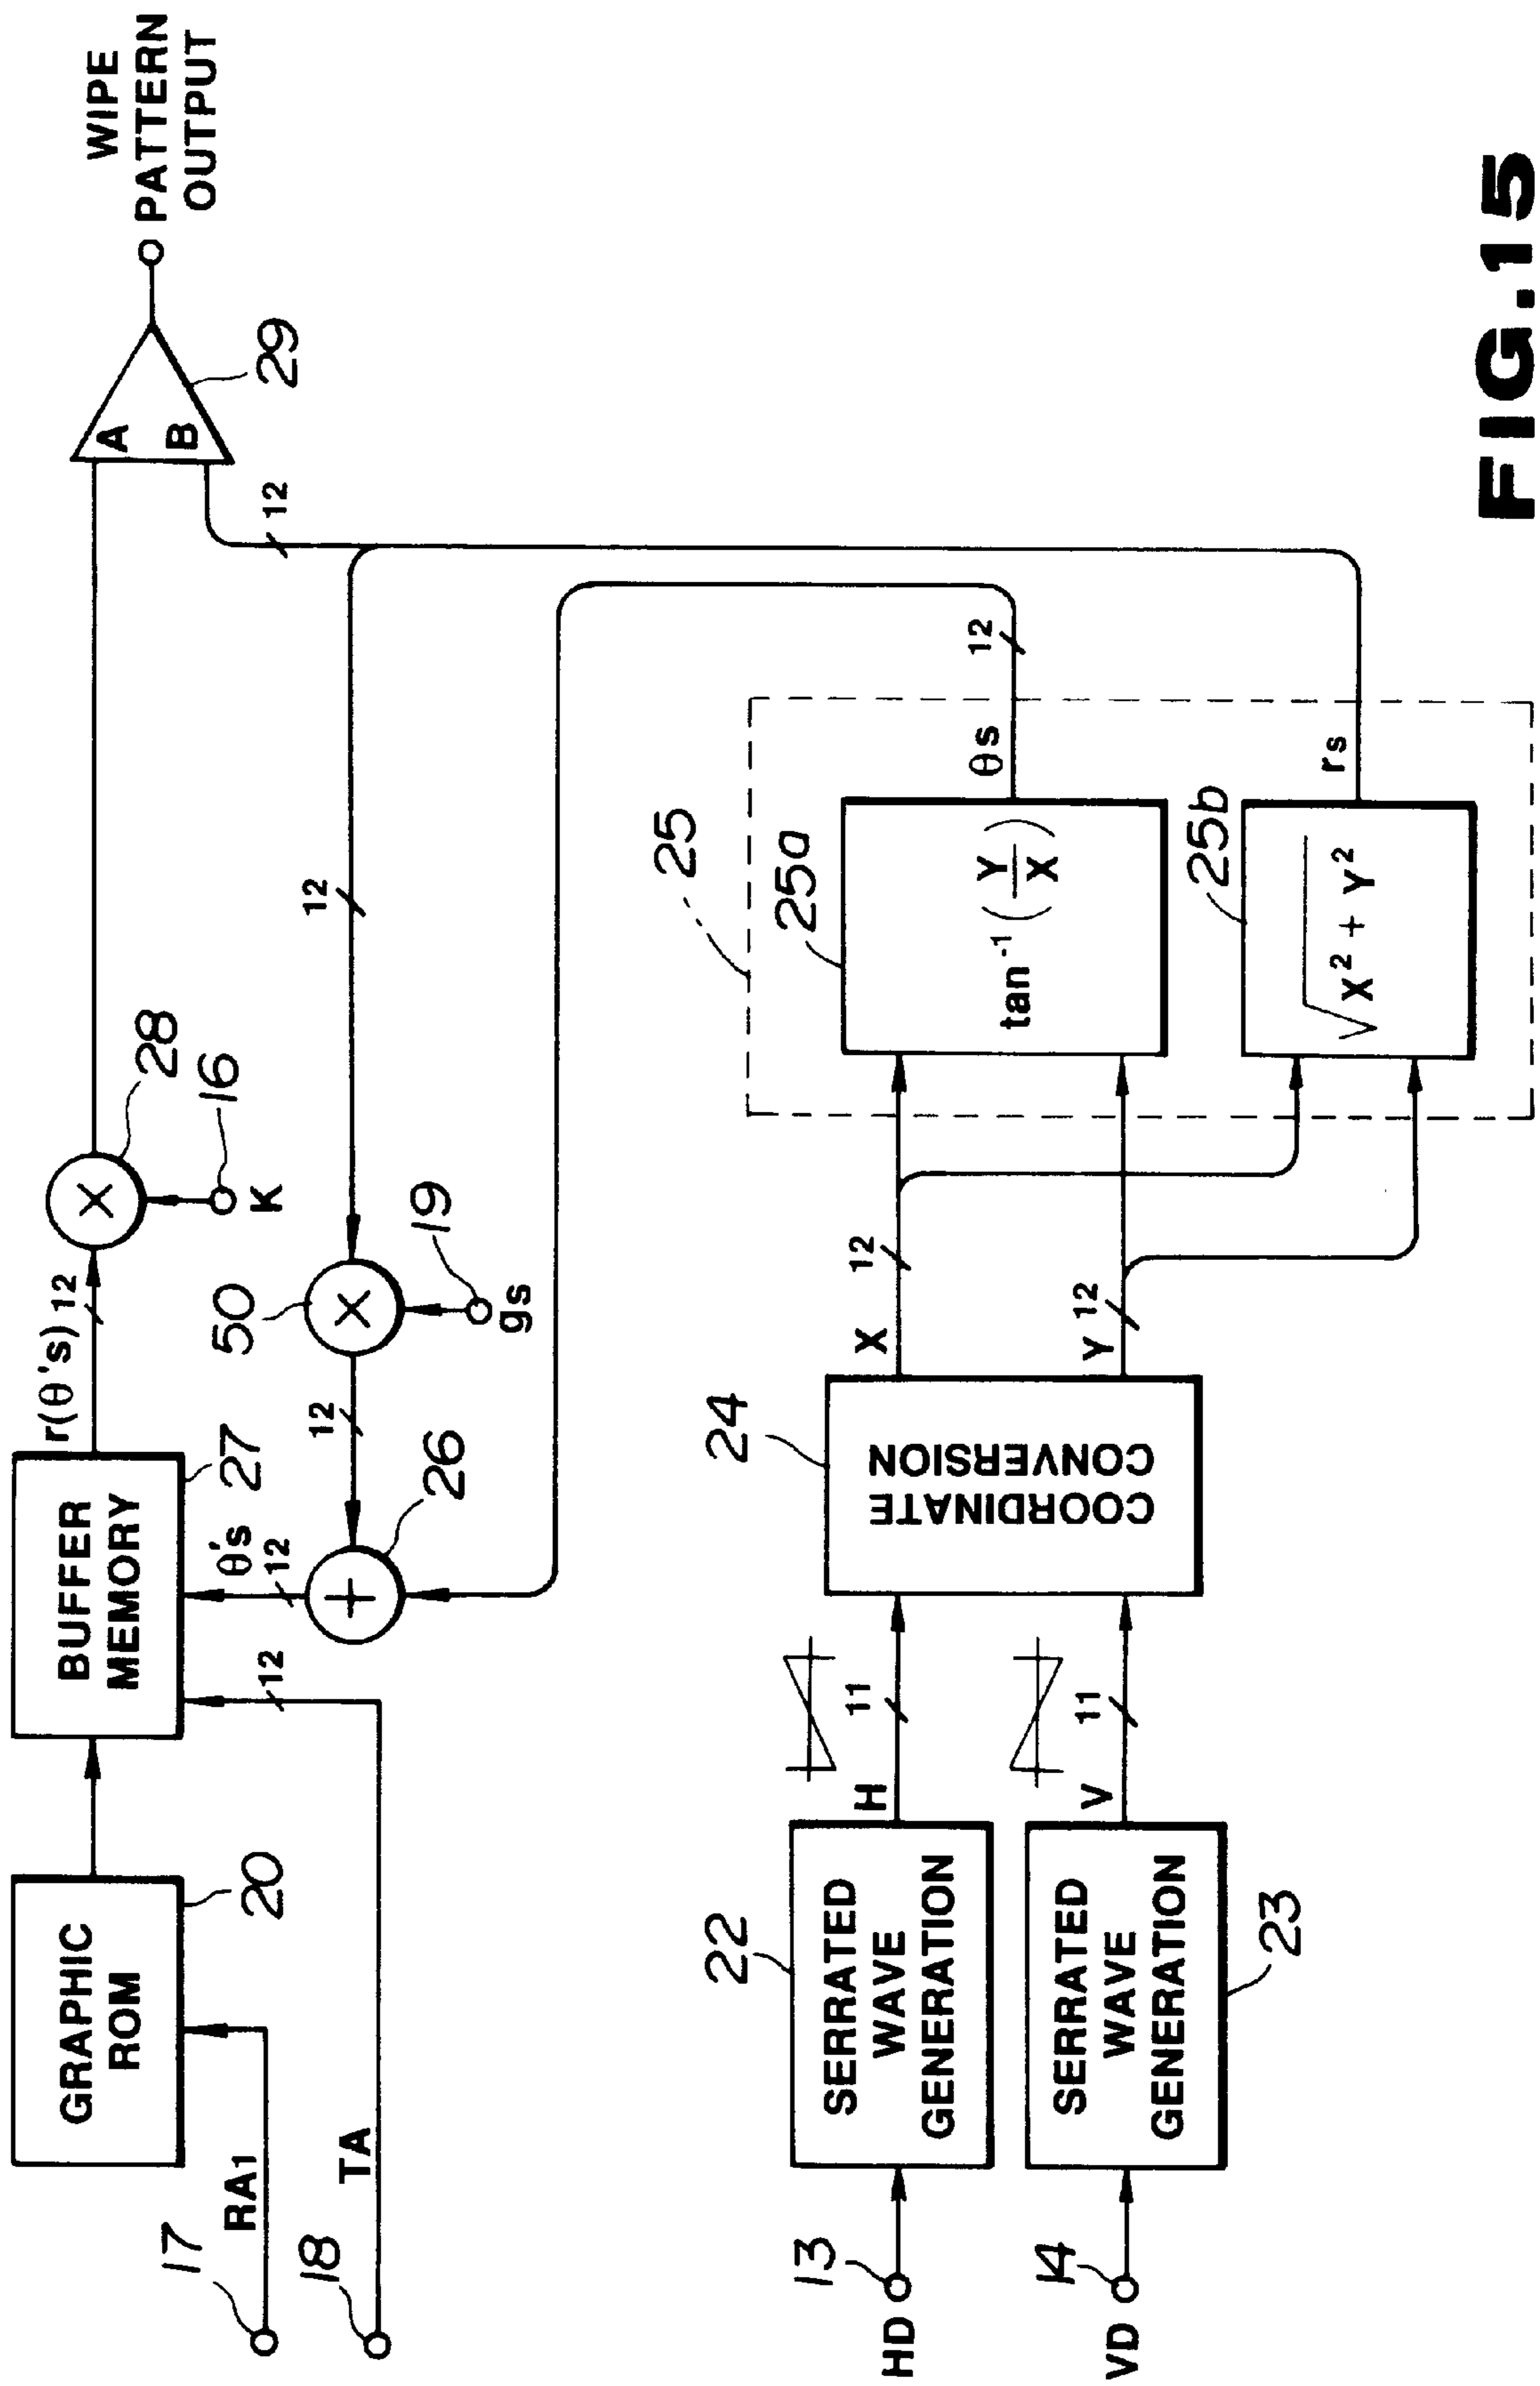 GRAPHIC
ROM
20
17
RA1
18
TA
BUFFER
MEMORY
27
r(θ's)
12
28
16
K
A
B
29
WIPE
PATTERN
OUTPUT
12
12
θ's
12
26
12
50
19
gs
12
12
13
HD
14
VD
22
SERRATED
WAVE
GENERATION
H
11
SERRATED
WAVE
GENERATION
23
V
11
24
COORDINATE
CONVERSION
X
12
Y
12
25
25a
tan⁻¹(Y/X)
θs
12
25b
√X² + Y²
rs
FIG.15